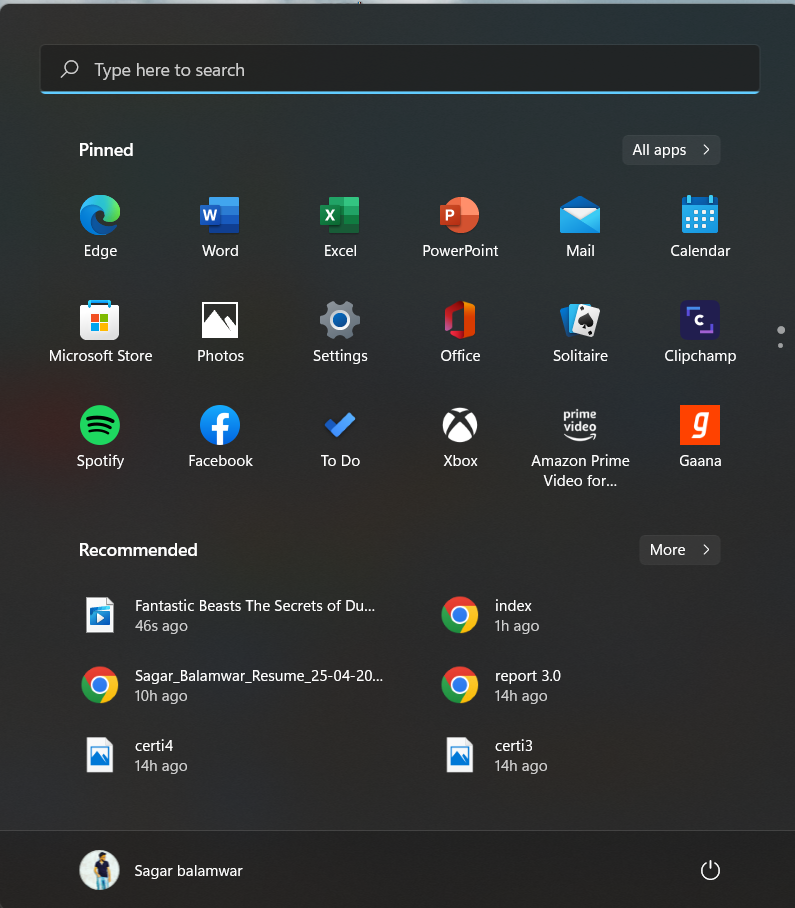 Type here to search
Pinned
All apps
Edge
Word
Excel
PowerPoint
Mail
Calendar
Microsoft Store
Photos
Settings
Office
Solitaire
Clipchamp
Spotify
Facebook
To Do
Xbox
prime
video
Amazon Prime
Video for...
Gaana
Recommended
More
Fantastic Beasts The Secrets of Du...
46s ago
index
1h ago
Sagar_Balamwar_Resume_25-04-20...
10h ago
report 3.0
14h ago
certi4
14h ago
certi3
14h ago
Sagar balamwar